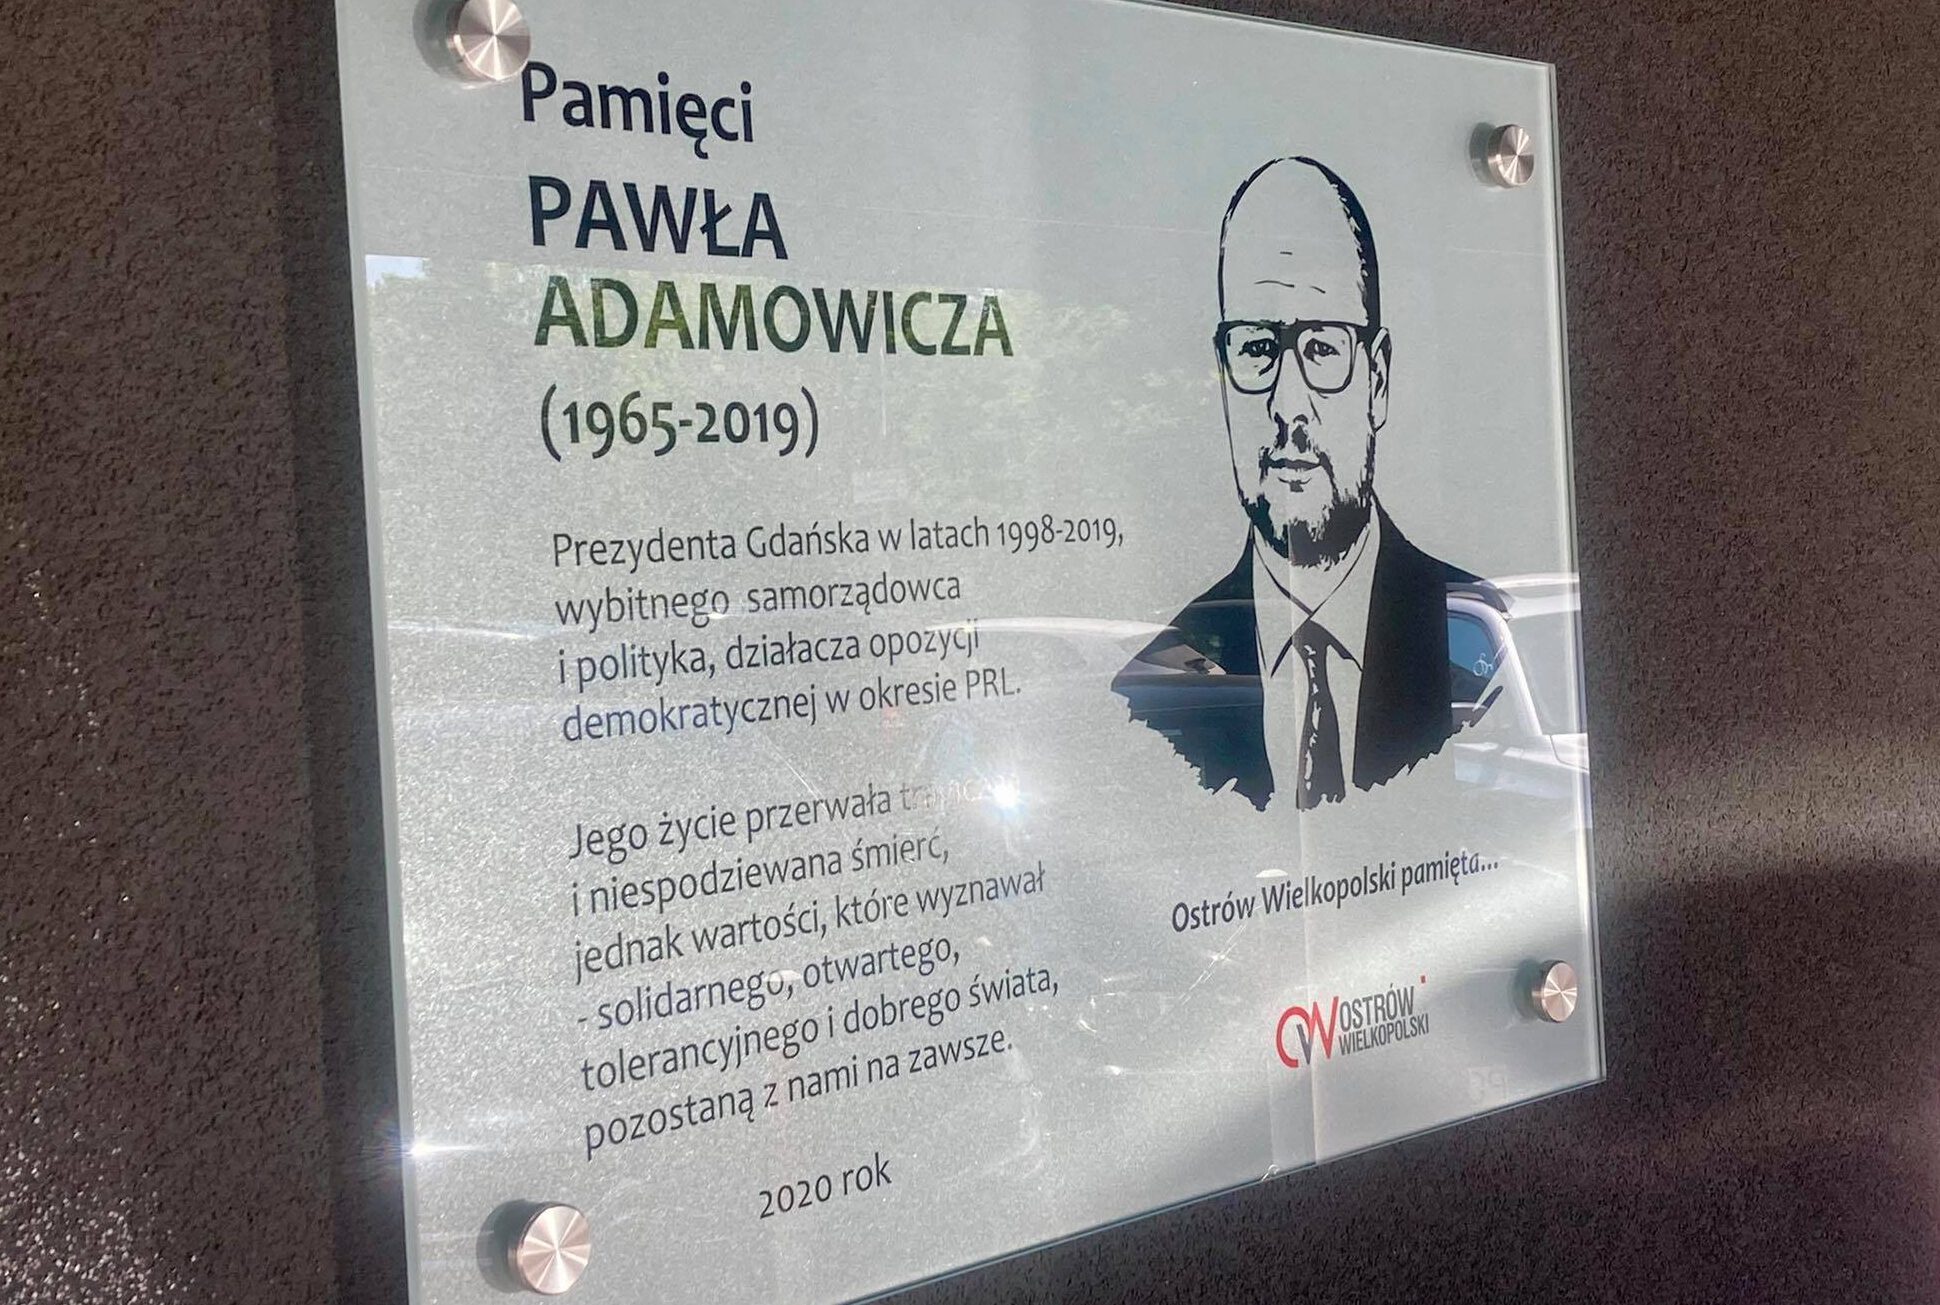 Pamięci
PAWŁA
ADAMOWICZA
(1965-2019)
Prezydenta Gdańska w latach 1998-2019,
wybitnego samorządowca
i polityka, działacza opozycji
demokratycznej w okresie PRL.
Jego życie przerwała
i niespodziewana śmierć,
jednak wartości, które wyznawał
- solidarnego, otwartego,
tolerancyjnego i dobrego świata,
pozostaną z nami na zawsze.
2020 rok
Ostrów Wielkopolski pamięta...
OW OSTRÓW
WIELKOPOLSKI